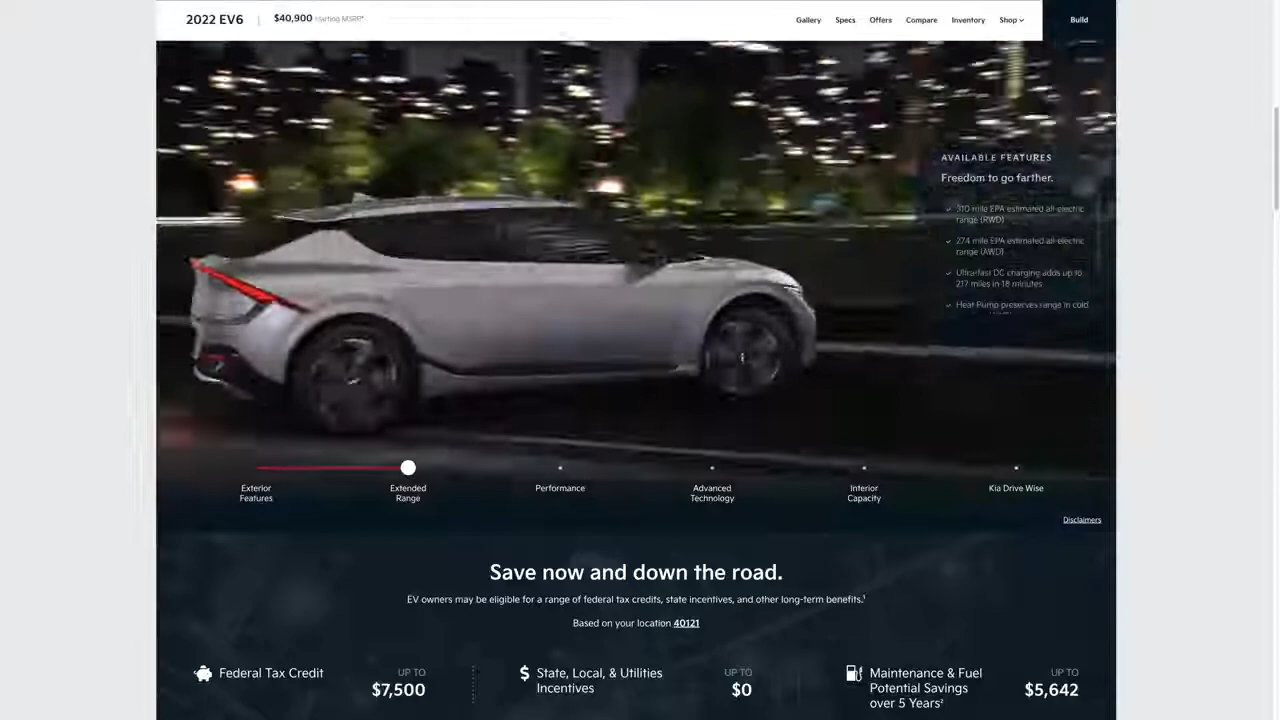 2022 EV6
$40,900 starting MSRP*
Gallery Specs Offers Compare Inventory Shop Build
AVAILABLE FEATURES
Freedom to go farther.
310 mile EPA estimated all-electric
range (RWD)
274 mile EPA estimated all-electric
range (AWD)
Ultra-fast DC charging adds up to
217 miles in 18 minutes
Heat Pump preserves range in cold
Exterior
Features
Extended
Range
Performance
Advanced
Technology
Interior
Capacity
Kia Drive Wise
Disclaimers
Save now and down the road.
EV owners may be eligible for a range of federal tax credits, state incentives, and other long-term benefits.¹
Based on your location 40121
Federal Tax Credit
UP TO
$7,500
State, Local, & Utilities
Incentives
UP TO
$0
Maintenance & Fuel
Potential Savings
over 5 Years²
UP TO
$5,642